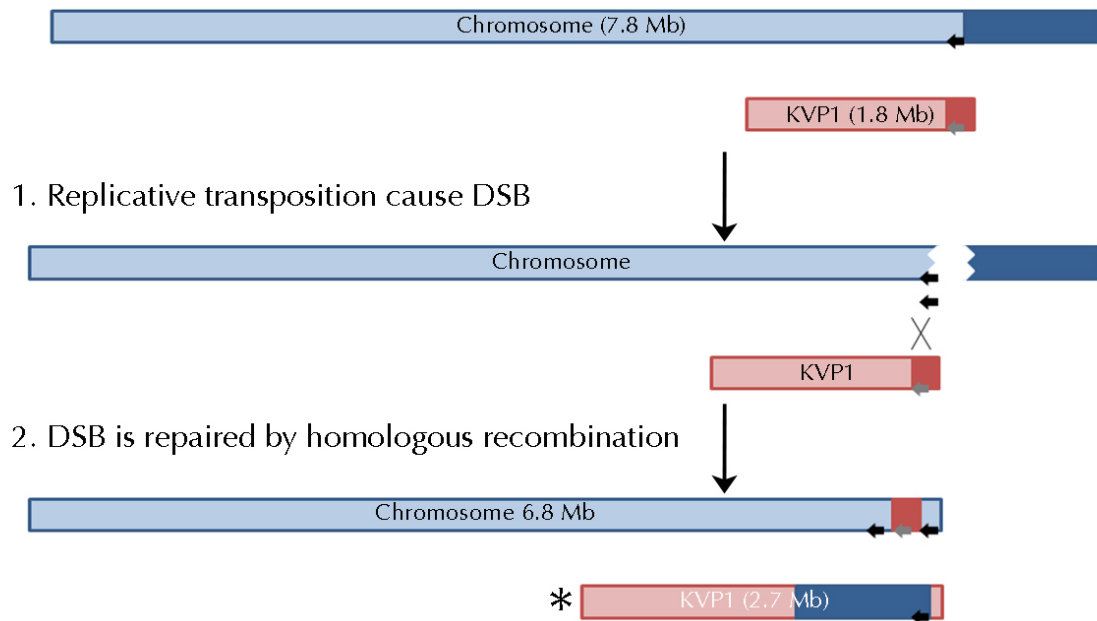 Chromosome (7.8 Mb)
KVP1 (1.8 Mb)
1. Replicative transposition cause DSB
Chromosome
KVP1
2. DSB is repaired by homologous recombination
Chromosome 6.8 Mb
* KVP1 (2.7 Mb)